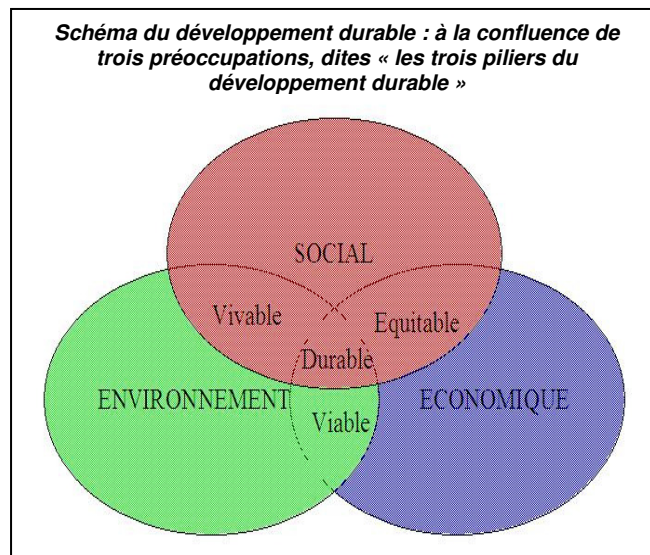 Schéma du développement durable : à la confluence de
trois préoccupations, dites « les trois piliers du
développement durable »
SOCIAL
Vivable
Equitable
Durable
ENVIRONNEMENT
ECONOMIQUE
Viable